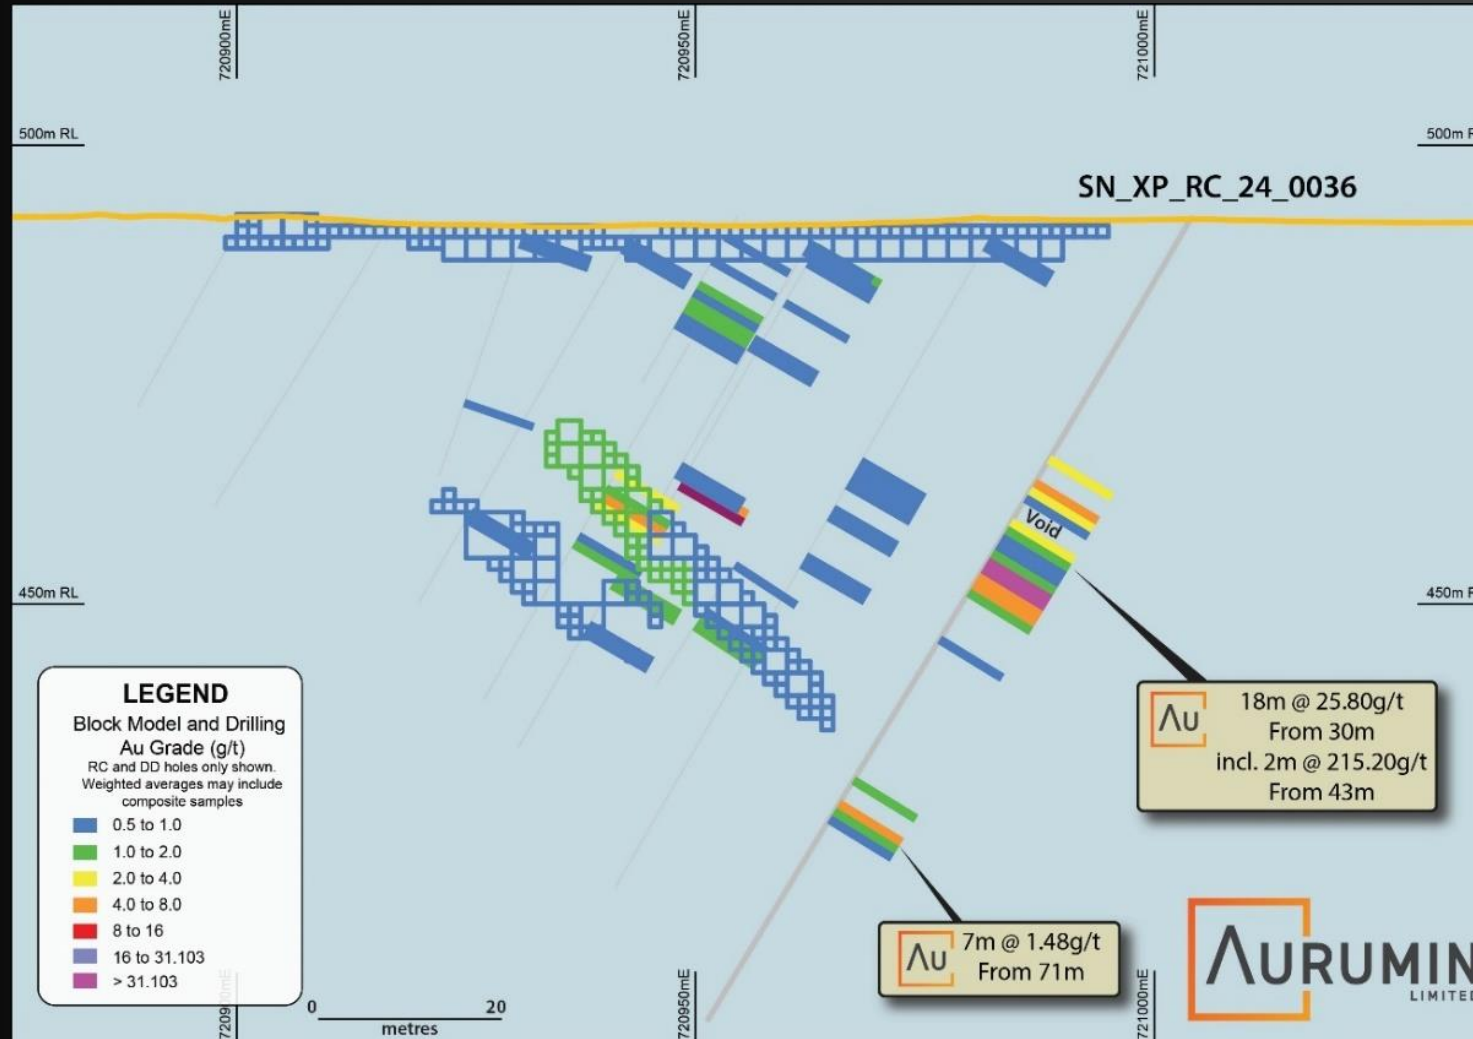 720900mE
720950mE
721000mE
500m RL
500m R
SN_XP_RC_24_0036
Void
450m RL
450m R
LEGEND
Block Model and Drilling
Au Grade (g/t)
RC and DD holes only shown.
Weighted averages may include
composite samples
0.5 to 1.0
1.0 to 2.0
2.0 to 4.0
4.0 to 8.0
8 to 16
16 to 31.103
> 31.103
Au
18m @ 25.80g/t
From 30m
incl. 2m @ 215.20g/t
From 43m
Au
7m @ 1.48g/t
From 71m
0 20
metres
720900mE
720950mE
721000mE
AURUMIN
LIMITED